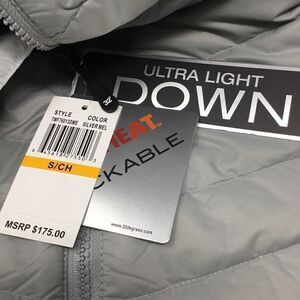 ULTRA LIGHT
DOWN
STYLE
COLOR
SILVER MEL
HEAT
CKABLE
S/CH
MSRP $175.00
www.32degrees.com